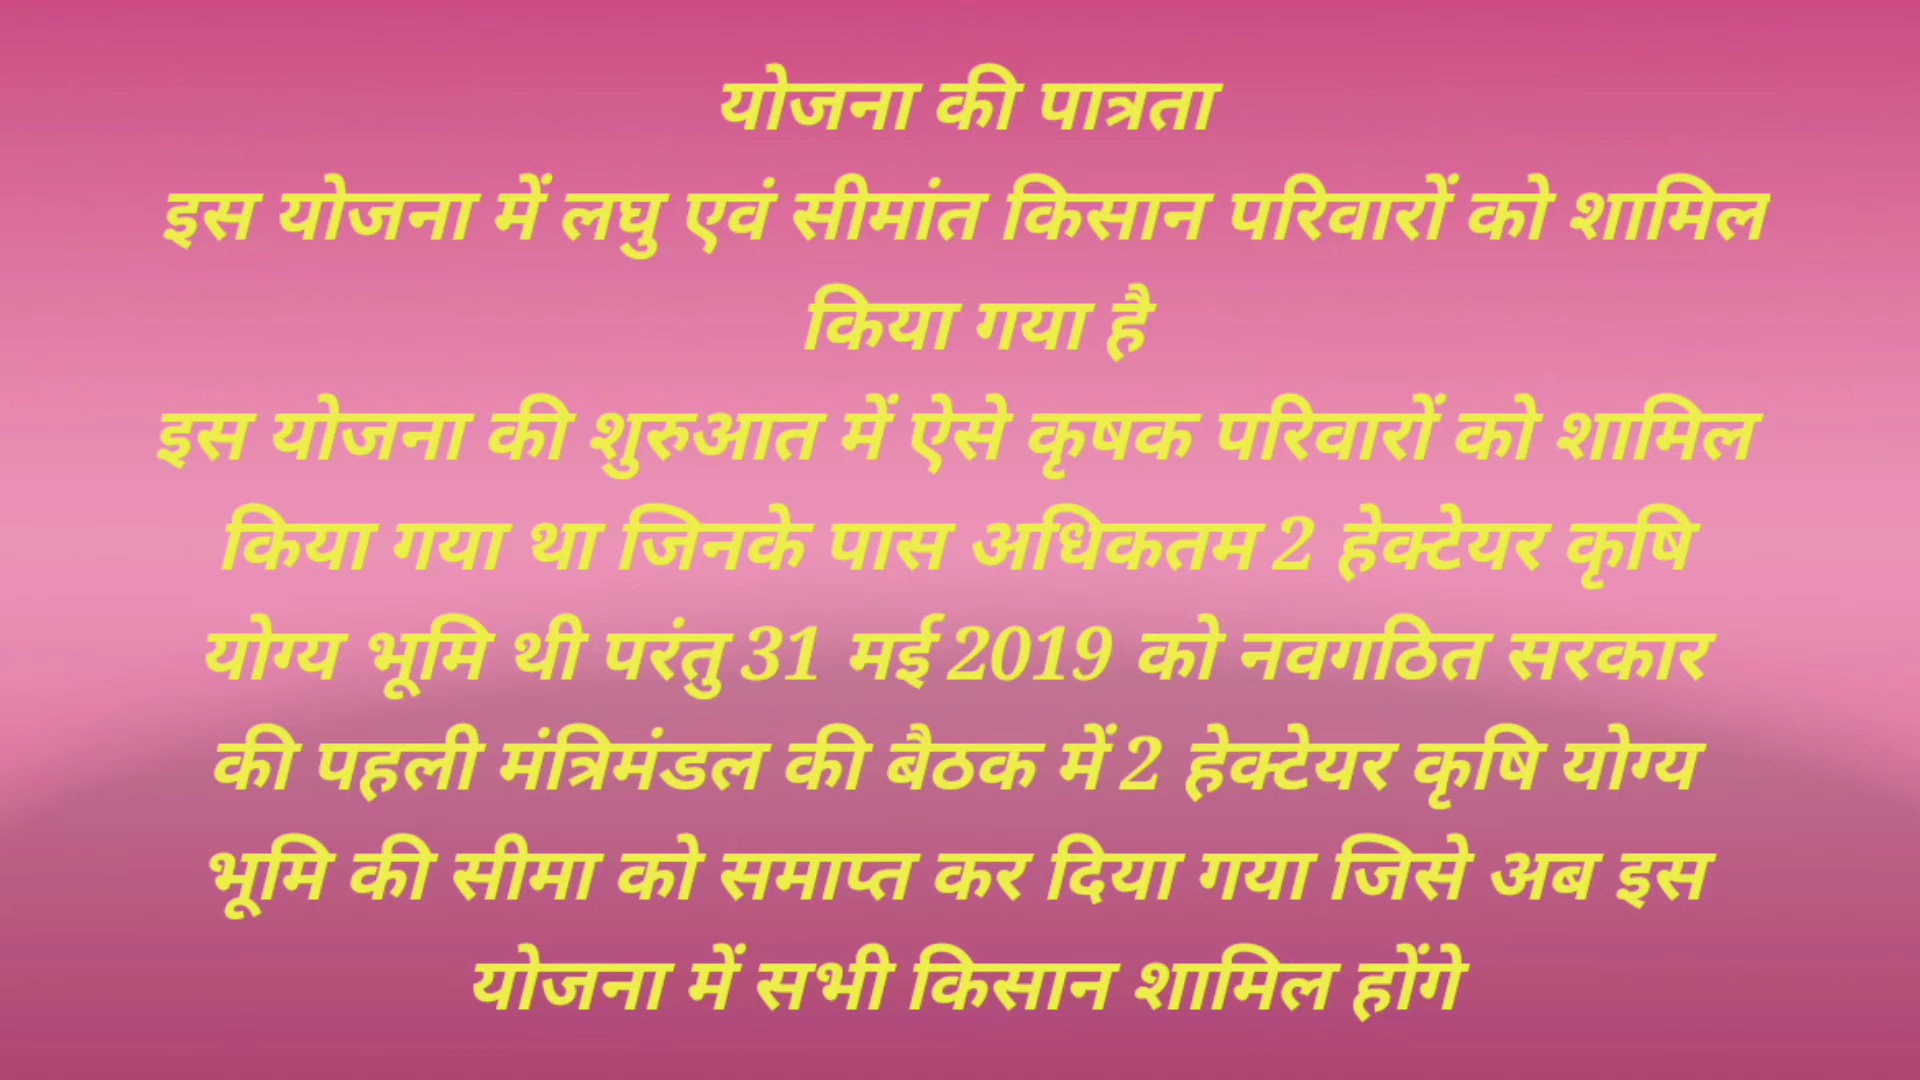 योजना की पात्रता
इस योजना में लघु एवं सीमांत किसान परिवारों को शामिल
किया गया है
इस योजना की शुरुआत में ऐसे कृषक परिवारों को शामिल
किया गया था जिनके पास अधिकतम 2 हेक्टेयर कृषि
योग्य भूमि थी परंतु 31 मई 2019 को नवगठित सरकार
की पहली मंत्रिमंडल की बैठक में 2 हेक्टेयर कृषि योग्य
भूमि की सीमा को समाप्त कर दिया गया जिसे अब इस
योजना में सभी किसान शामिल होंगे